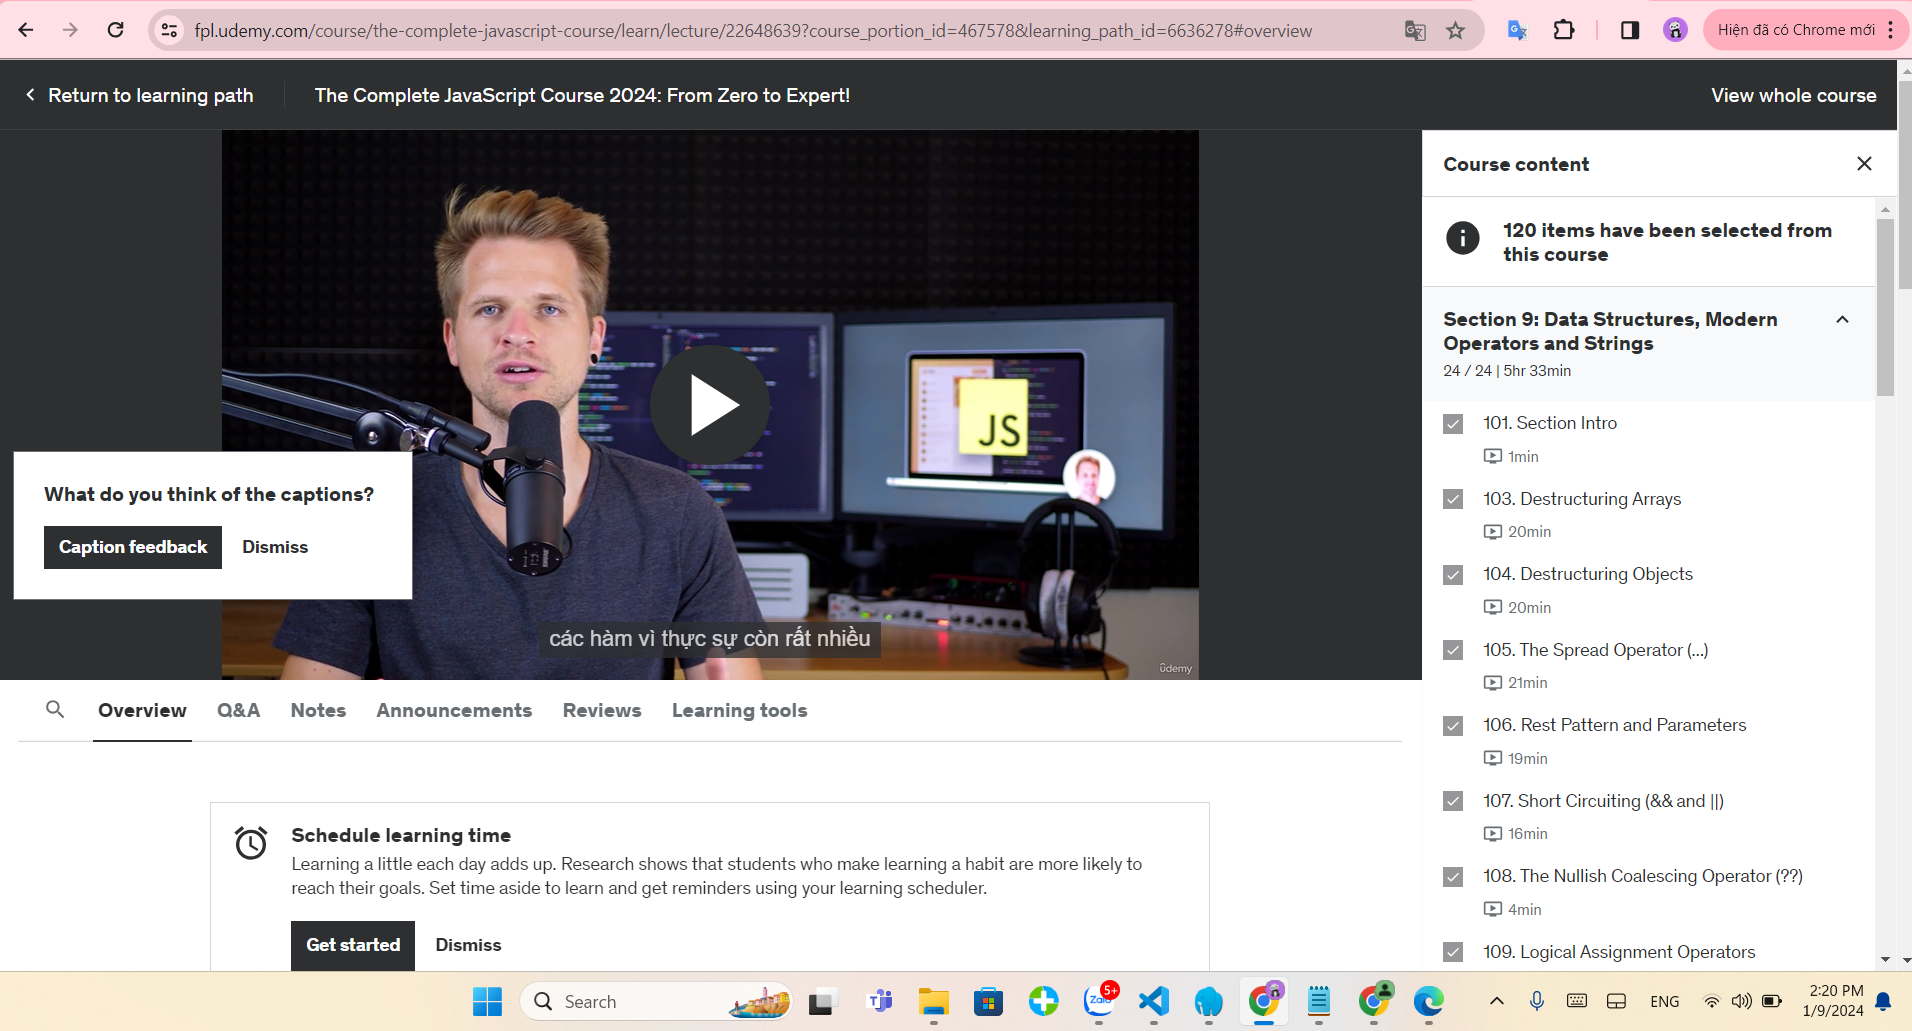 fpl.udemy.com/course/the-complete-javascript-course/learn/lecture/22648639?course_portion_id=467578&learning_path_id=6636278#overview
Hiện đã có Chrome mới
Return to learning path
The Complete JavaScript Course 2024: From Zero to Expert!
View whole course
JS
What do you think of the captions?
Caption feedback
Dismiss
các hàm vì thực sự còn rất nhiều
ûdemy
Course content
120 items have been selected from
this course
Section 9: Data Structures, Modern
Operators and Strings
24 / 24 | 5hr 33min
101. Section Intro
1min
103. Destructuring Arrays
20min
104. Destructuring Objects
20min
105. The Spread Operator (...)
21min
106. Rest Pattern and Parameters
19min
107. Short Circuiting (&& and ||)
16min
108. The Nullish Coalescing Operator (??)
4min
109. Logical Assignment Operators
Overview
Q&A
Notes
Announcements
Reviews
Learning tools
Schedule learning time
Learning a little each day adds up. Research shows that students who make learning a habit are more likely to
reach their goals. Set time aside to learn and get reminders using your learning scheduler.
Get started
Dismiss
Search
Zalo
5+
ENG
2:20 PM
1/9/2024